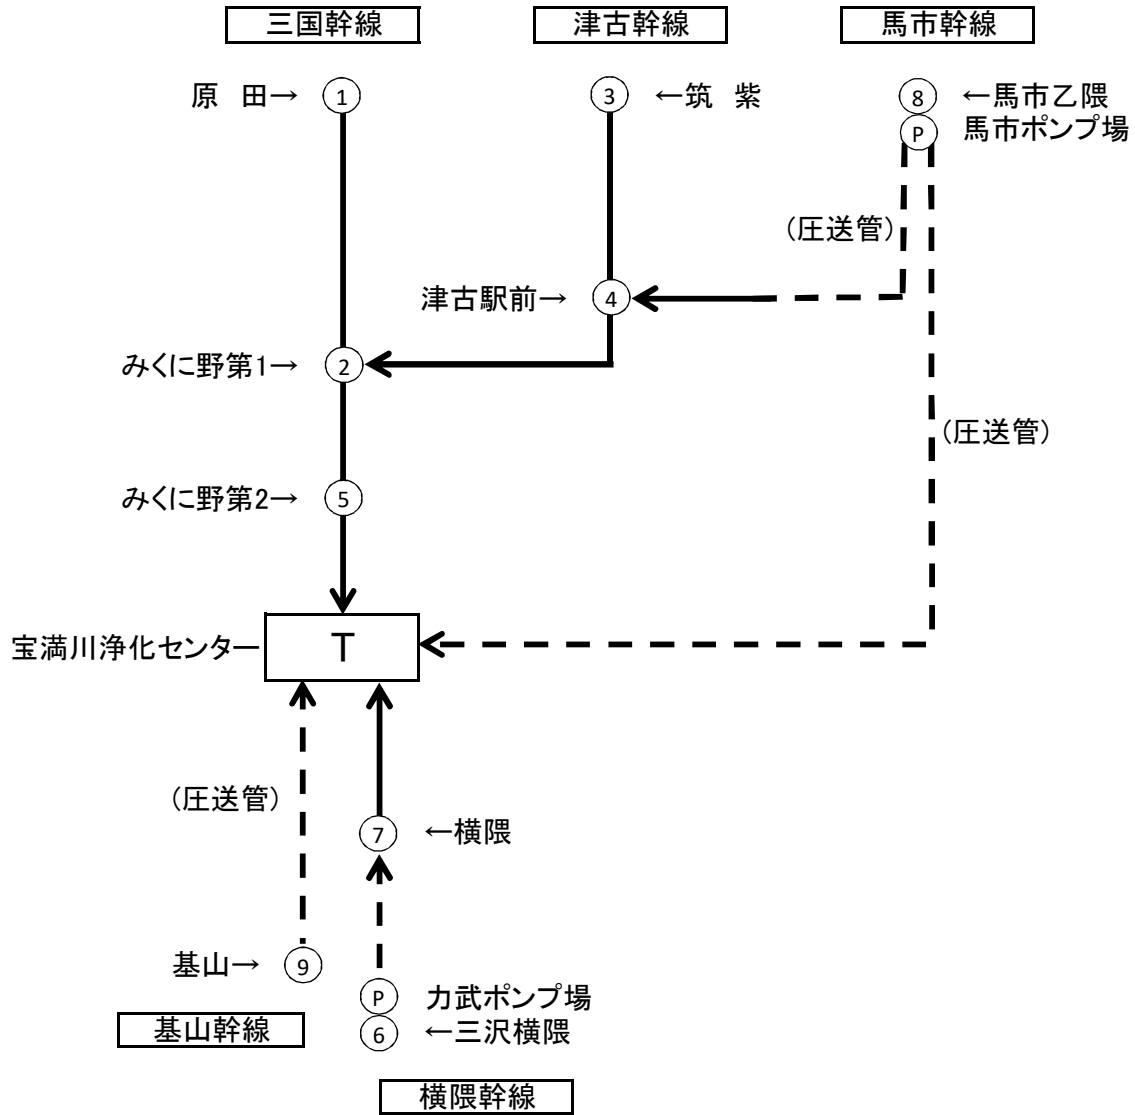 三国幹線
津古幹線
馬市幹線
原　田→ ①
③ ←筑　紫
⑧ ←馬市乙隈
Ⓟ 馬市ポンプ場
(圧送管)
津古駅前→ ④
みくに野第1→ ②
(圧送管)
みくに野第2→ ⑤
宝満川浄化センター
T
(圧送管)
⑦ ←横隈
基山→ ⑨
Ⓟ 力武ポンプ場
⑥ ←三沢横隈
基山幹線
横隈幹線